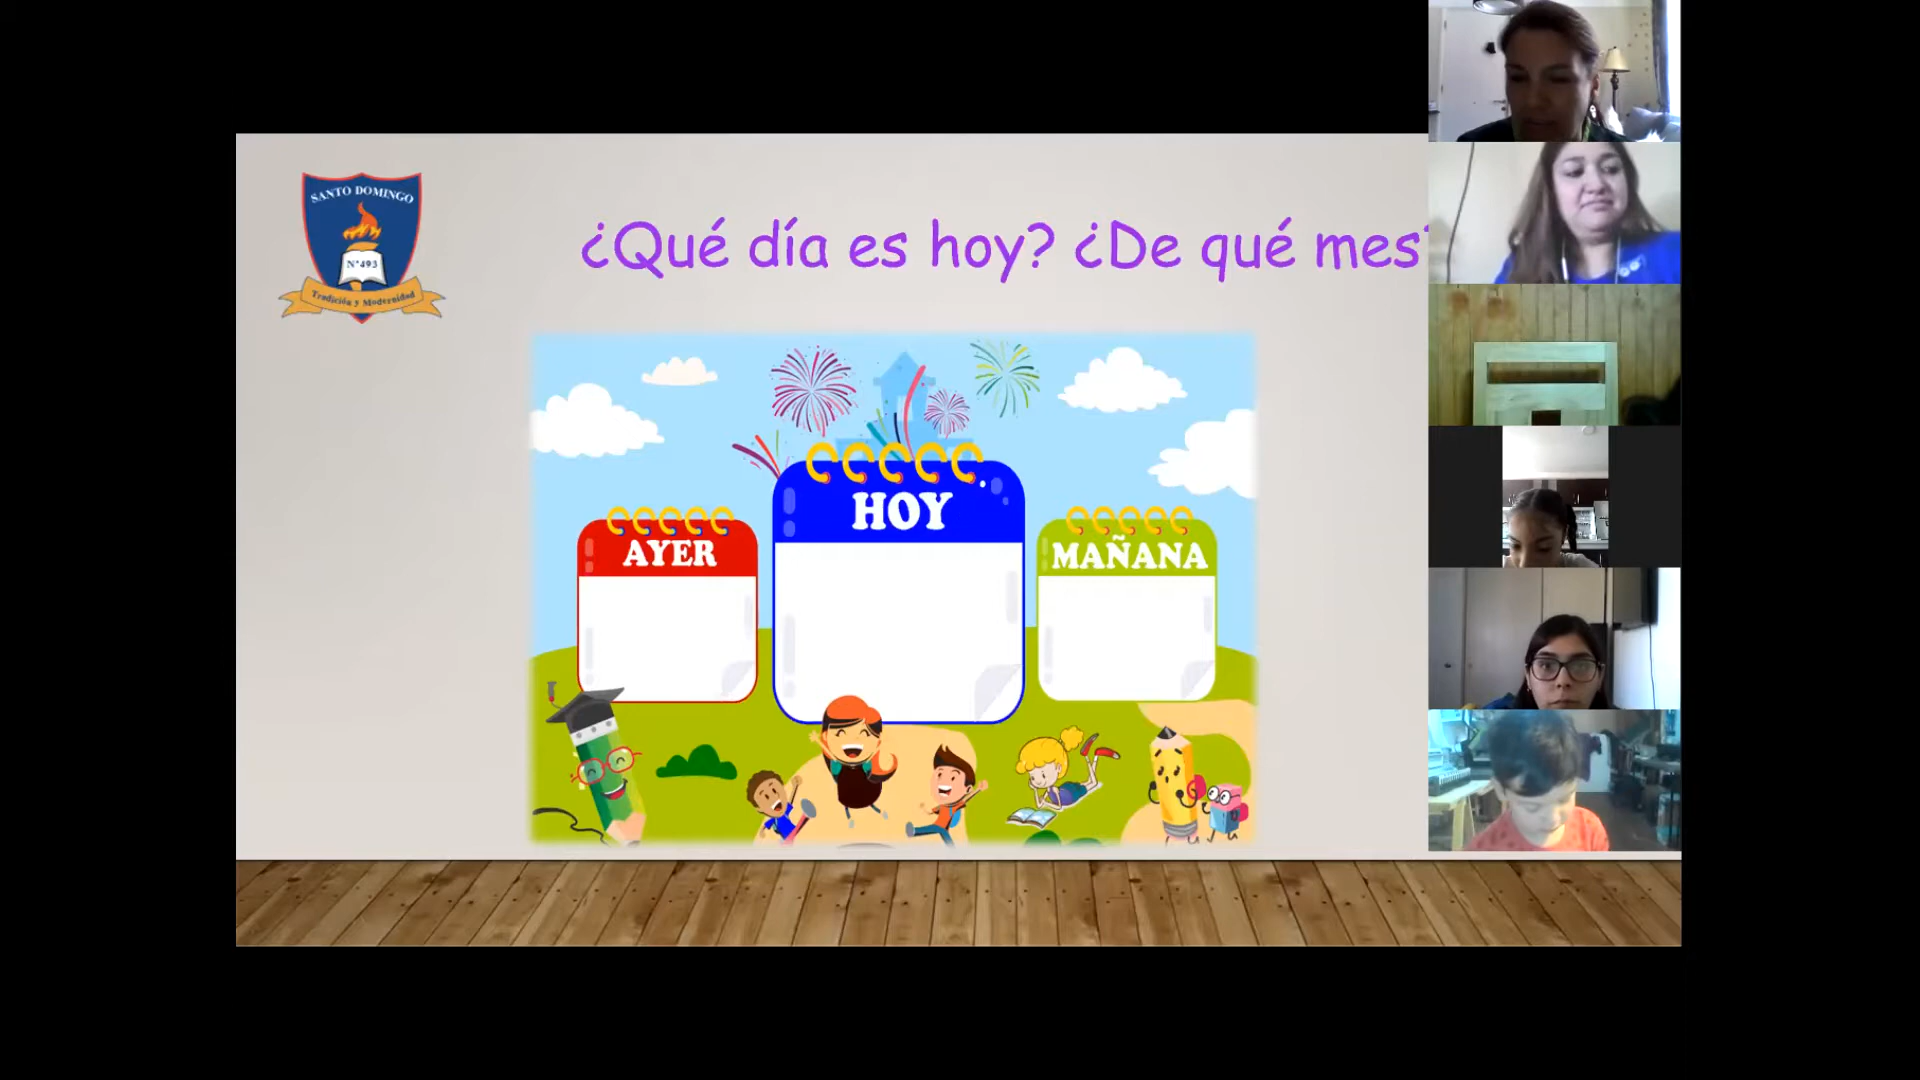 SANTO DOMINGO
N°493
Tradición y Modernidad
¿Qué día es hoy? ¿De qué mes?
AYER
HOY
MAÑANA